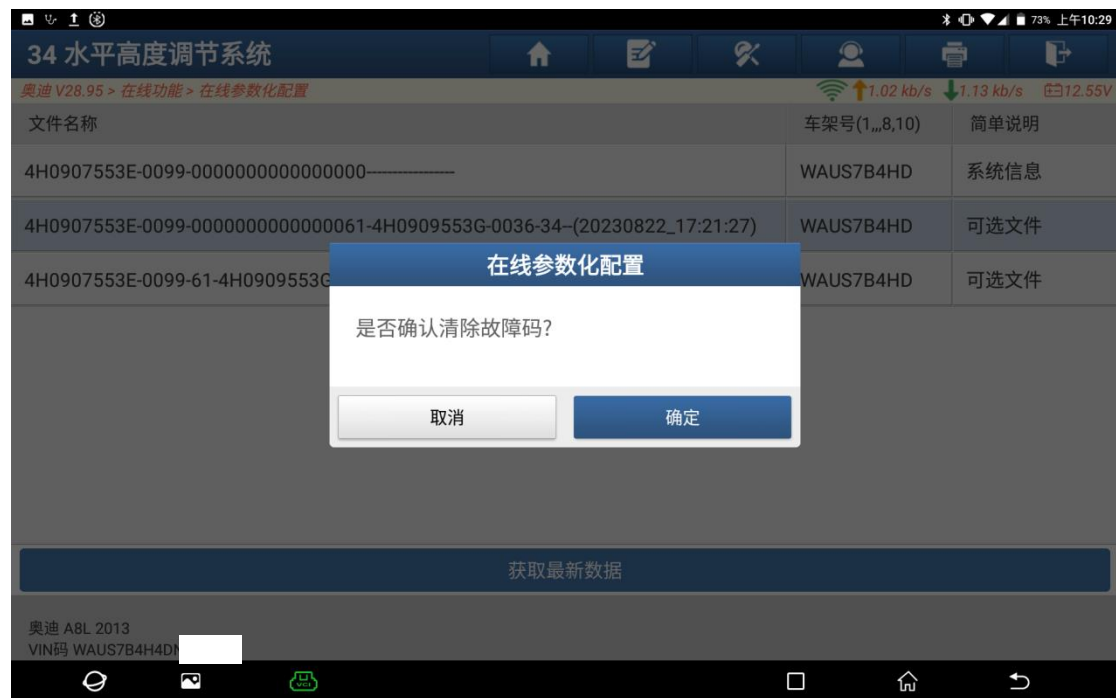 73% 上午10:29
34 水平高度调节系统
奥迪 V28.95 > 在线功能 > 在线参数化配置
1.02 kb/s 1.13 kb/s 12.55V
文件名称 车架号(1,,,8,10) 简单说明
4H0907553E-0099-0000000000000000----------------- WAUS7B4HD 系统信息
4H0907553E-0099-0000000000000061-4H0909553G-0036-34--(20230822_17:21:27) WAUS7B4HD 可选文件
4H0907553E-0099-61-4H0909553G WAUS7B4HD 可选文件
在线参数化配置
是否确认清除故障码?
取消 确定
获取最新数据
奥迪 A8L 2013
VIN码 WAUS7B4H4D
VCI